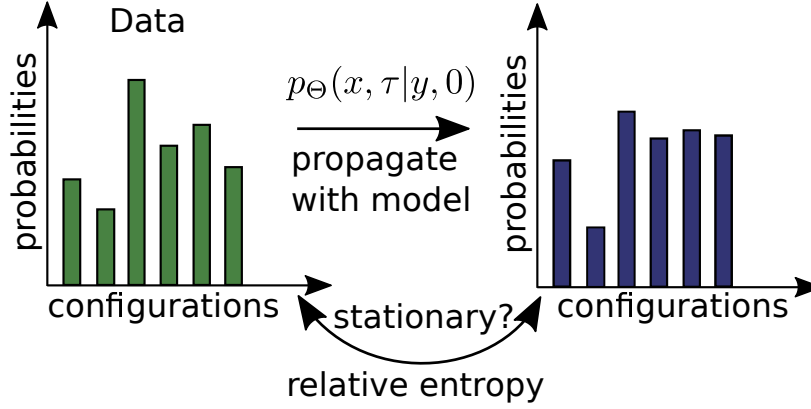 Data
probabilities
configurations
p_Θ(x, τ|y, 0)
propagate
with model
probabilities
configurations
stationary?
relative entropy